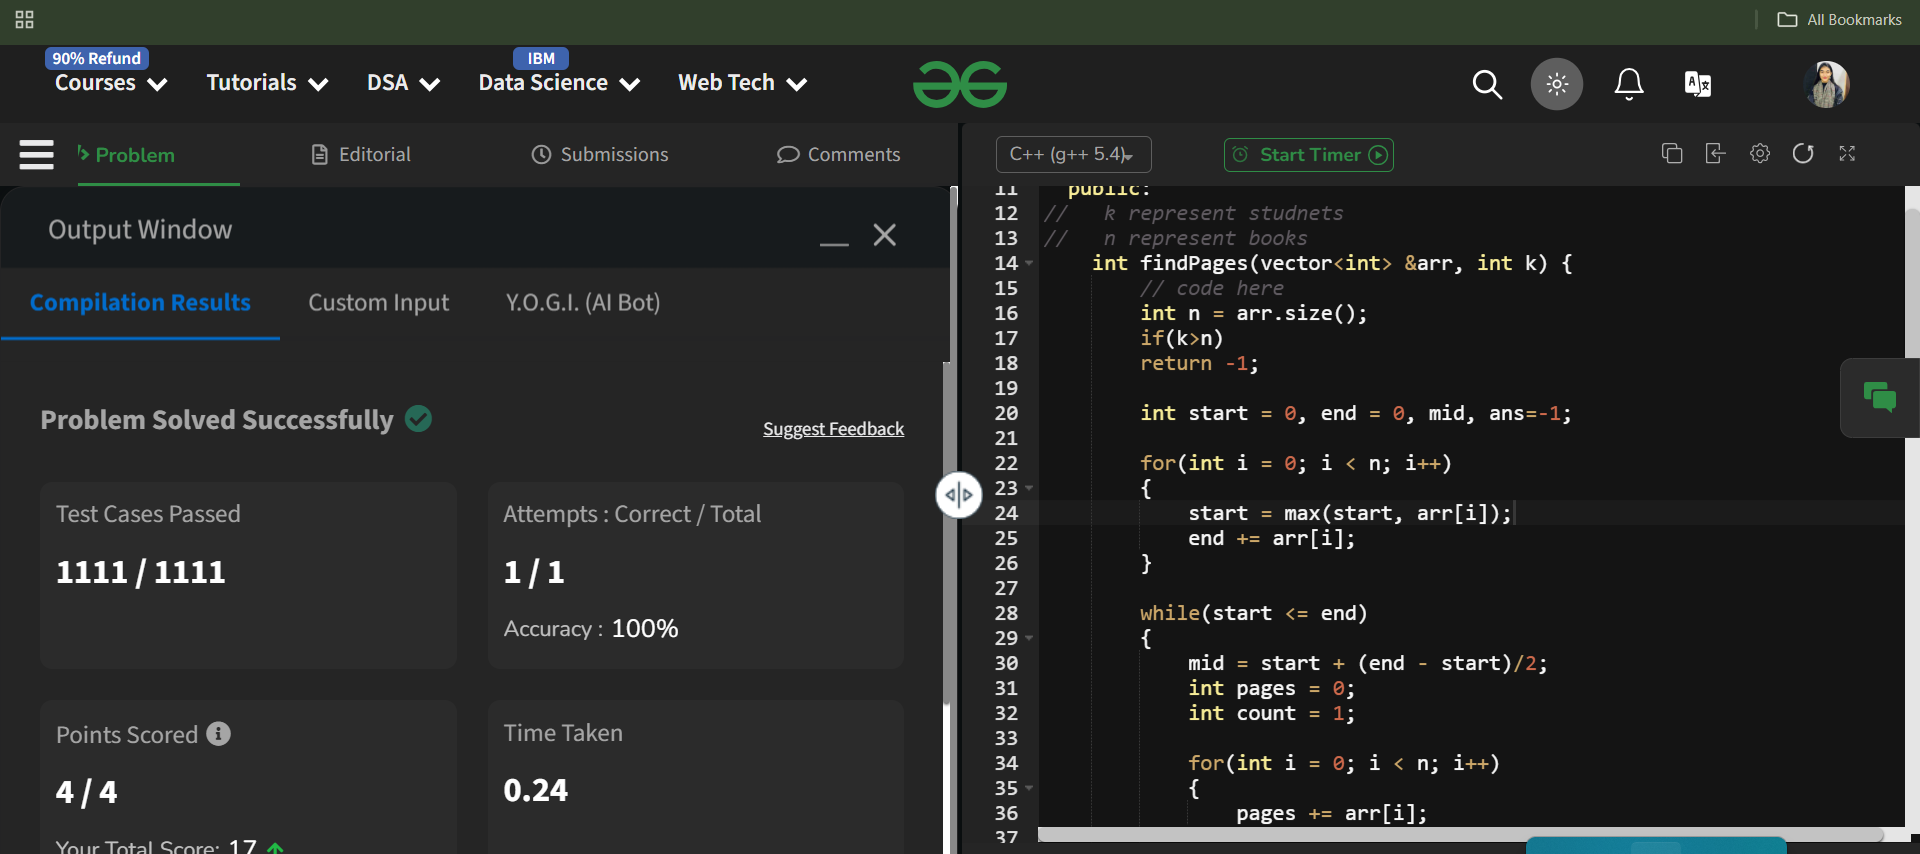 All Bookmarks
90% Refund
IBM
Courses
Tutorials
DSA
Data Science
Web Tech
Problem
Editorial
Submissions
Comments
C++ (g++ 5.4)
Start Timer
Output Window
Compilation Results
Custom Input
Y.O.G.I. (AI Bot)
Problem Solved Successfully
Suggest Feedback
Test Cases Passed
1111 / 1111
Attempts : Correct / Total
1 / 1
Accuracy : 100%
Points Scored
4 / 4
Your Total Score: 17
Time Taken
0.24
11 public:
12 // k represent studnets
13 // n represent books
14 int findPages(vector<int> &arr, int k) {
15 // code here
16 int n = arr.size();
17 if(k>n)
18 return -1;
19
20 int start = 0, end = 0, mid, ans=-1;
21
22 for(int i = 0; i < n; i++)
23 {
24 start = max(start, arr[i]);
25 end += arr[i];
26 }
27
28 while(start <= end)
29 {
30 mid = start + (end - start)/2;
31 int pages = 0;
32 int count = 1;
33
34 for(int i = 0; i < n; i++)
35 {
36 pages += arr[i];
37